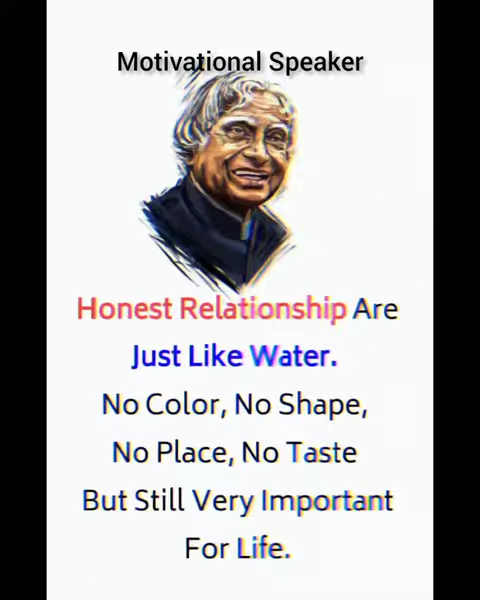 Motivational Speaker
Honest Relationship Are
Just Like Water.
No Color, No Shape,
No Place, No Taste
But Still Very Important
For Life.